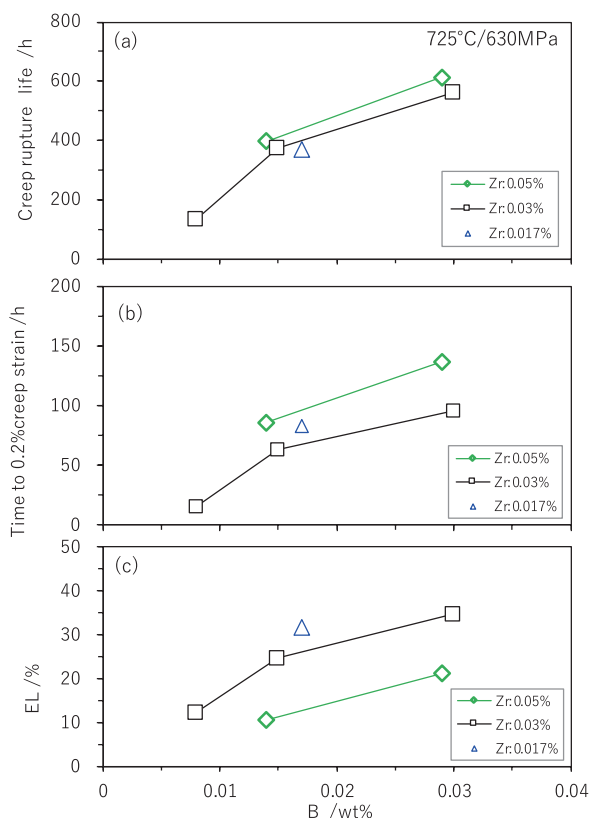 800
(a)
725°C/630MPa
600
400
200
0
Creep rupture life /h
Zr:0.05%
Zr:0.03%
Zr:0.017%
200
(b)
150
100
50
0
Time to 0.2%creep strain /h
Zr:0.05%
Zr:0.03%
Zr:0.017%
50
(c)
40
30
20
10
0
EL /%
Zr:0.05%
Zr:0.03%
Zr:0.017%
0 0.01 0.02 0.03 0.04
B /wt%